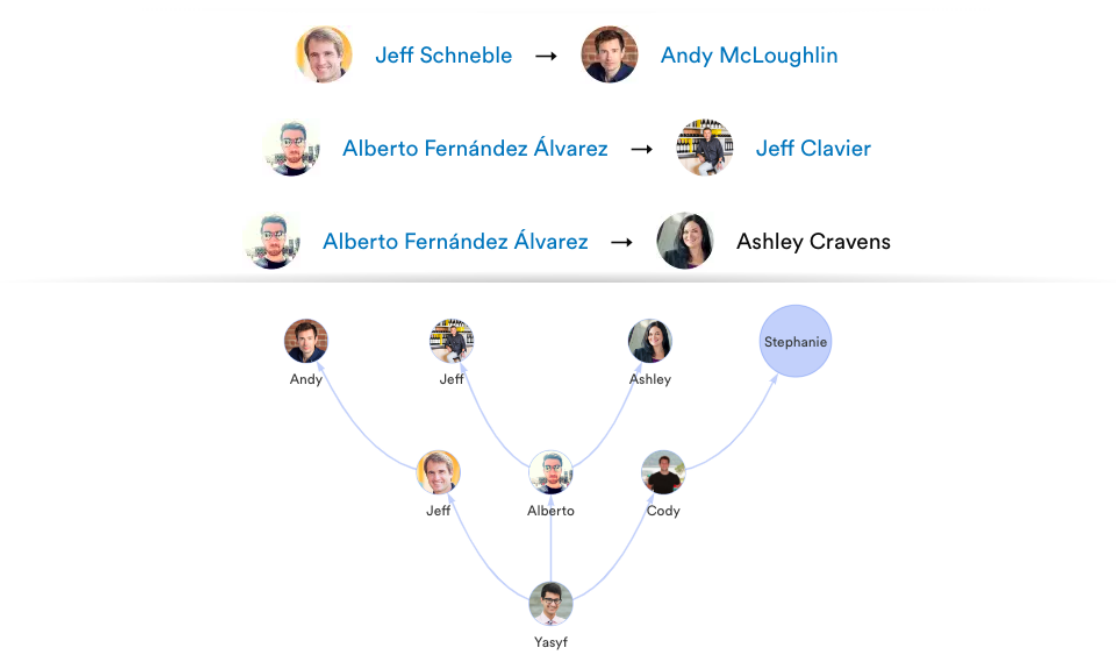 Jeff Schneble → Andy McLoughlin
Alberto Fernández Álvarez → Jeff Clavier
Alberto Fernández Álvarez → Ashley Cravens
Andy Jeff Ashley Stephanie
Jeff Alberto Cody
Yasyf